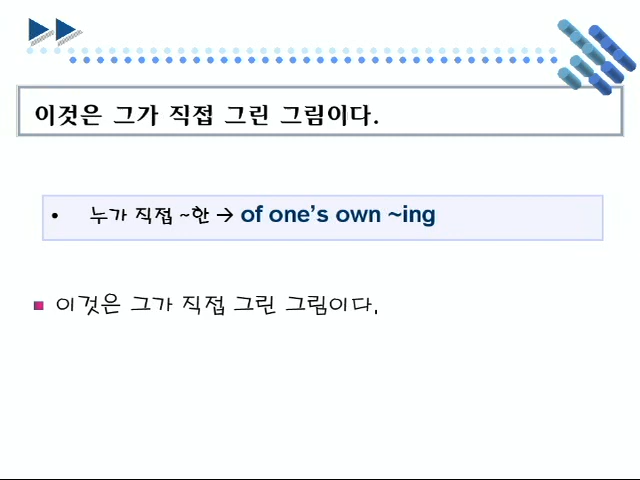 이것은 그가 직접 그린 그림이다.
• 누가 직접 ~한 → of one's own ~ing
이것은 그가 직접 그린 그림이다.